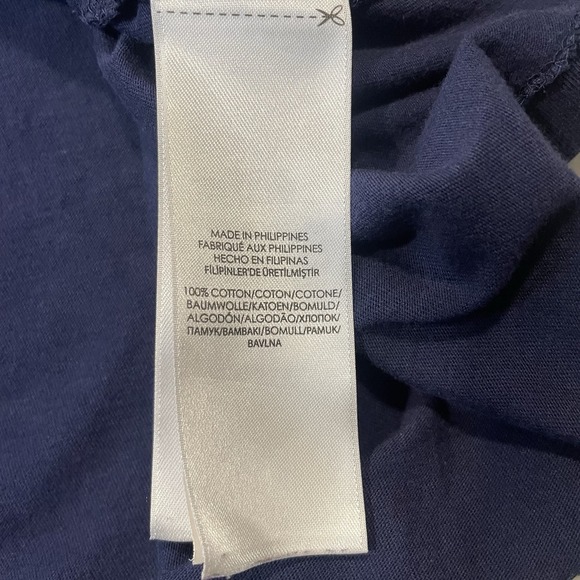 MADE IN PHILIPPINES
FABRIQUÉ AUX PHILIPPINES
HECHO EN FILIPINAS
FİLİPİNLER'DE ÜRETİLMİŞTİR
100% COTTON/COTON/COTONE/
BAUMWOLLE/KATOEN/BOMULD/
ALGODÓN/ALGODÃO/ХЛОПОК/
ПАМУК/BAMBAKI/BOMULL/PAMUK/
BAVLNA